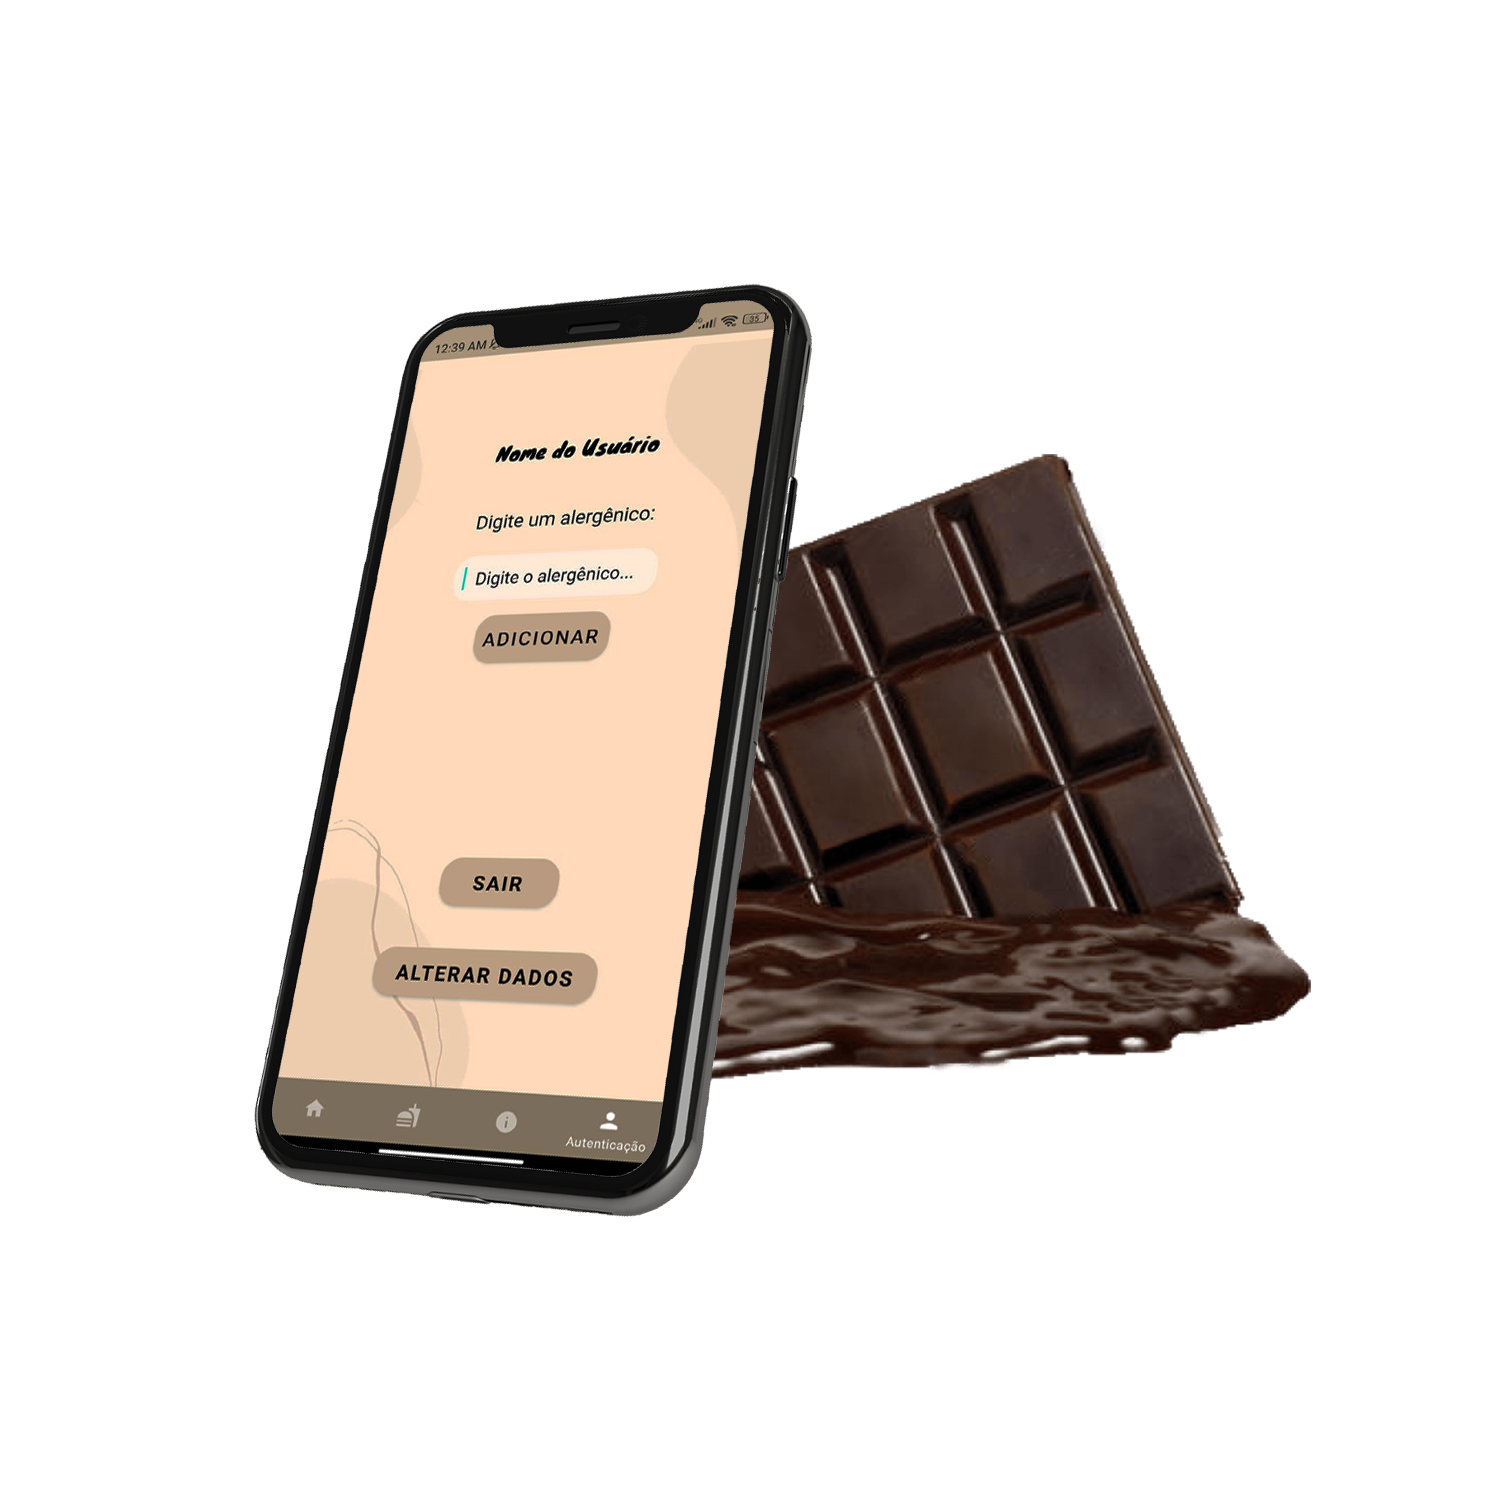 12:39 AM
35
Nome do Usuário
Digite um alergênico:
Digite o alergênico...
ADICIONAR
SAIR
ALTERAR DADOS
Autenticação